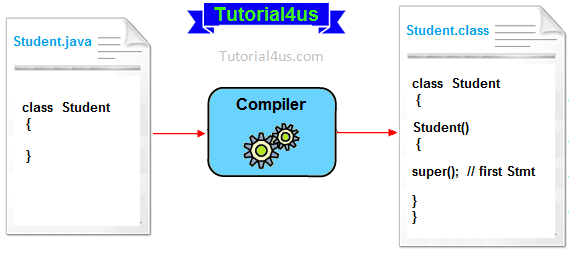 Tutorial4us
Tutorial4us.com
Student.java
class Student
{
}
Compiler
Student.class
class Student
{
Student()
{
super(); // first Stmt
}
}